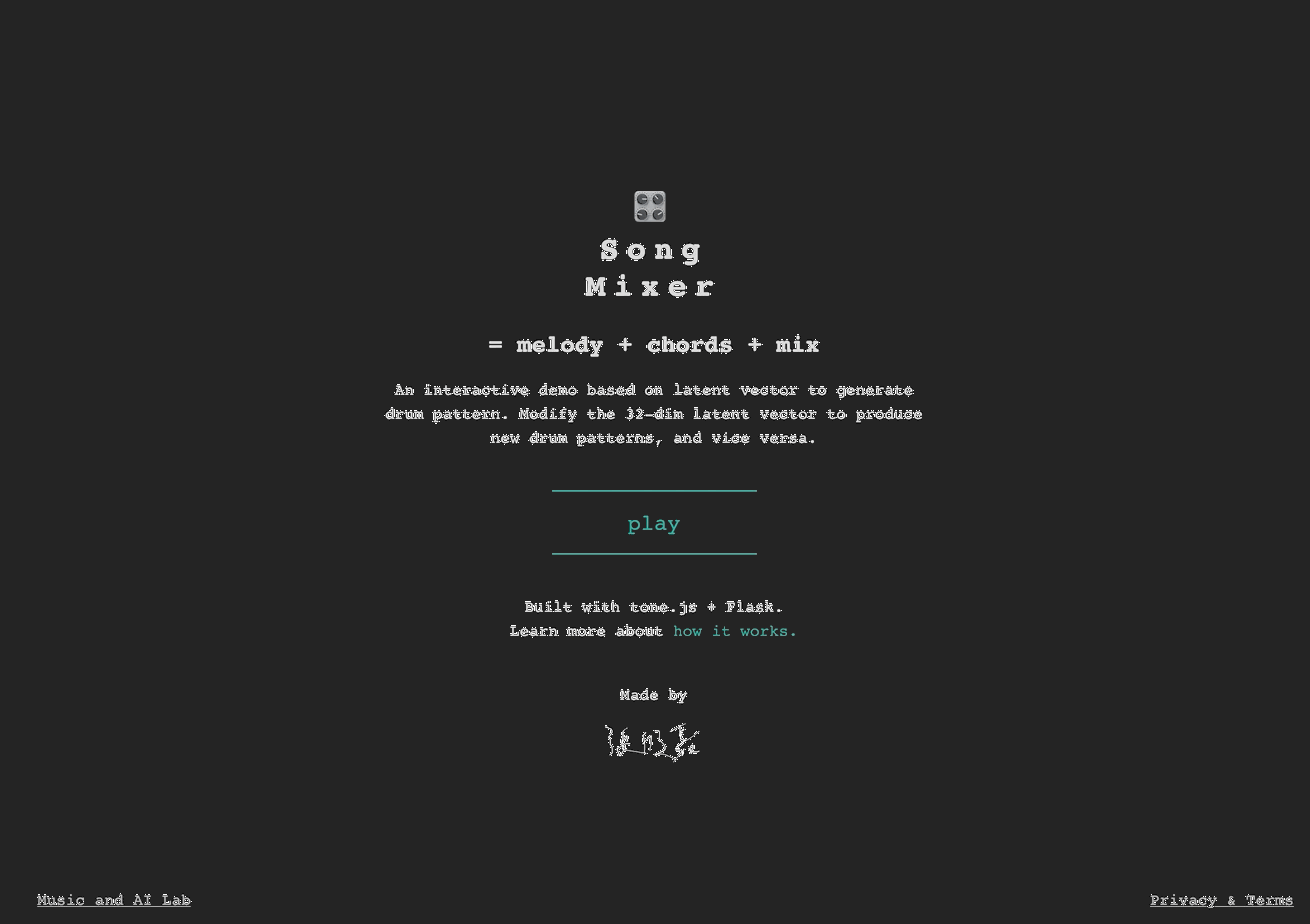 Song
Mixer
= melody + chords + mix
An interactive demo based on latent vector to generate
drum pattern. Modify the 32-dim latent vector to produce
new drum patterns, and vice versa.
play
Built with tone.js + Flask.
Learn more about how it works.
Made by
Music and AI Lab
Privacy & Terms